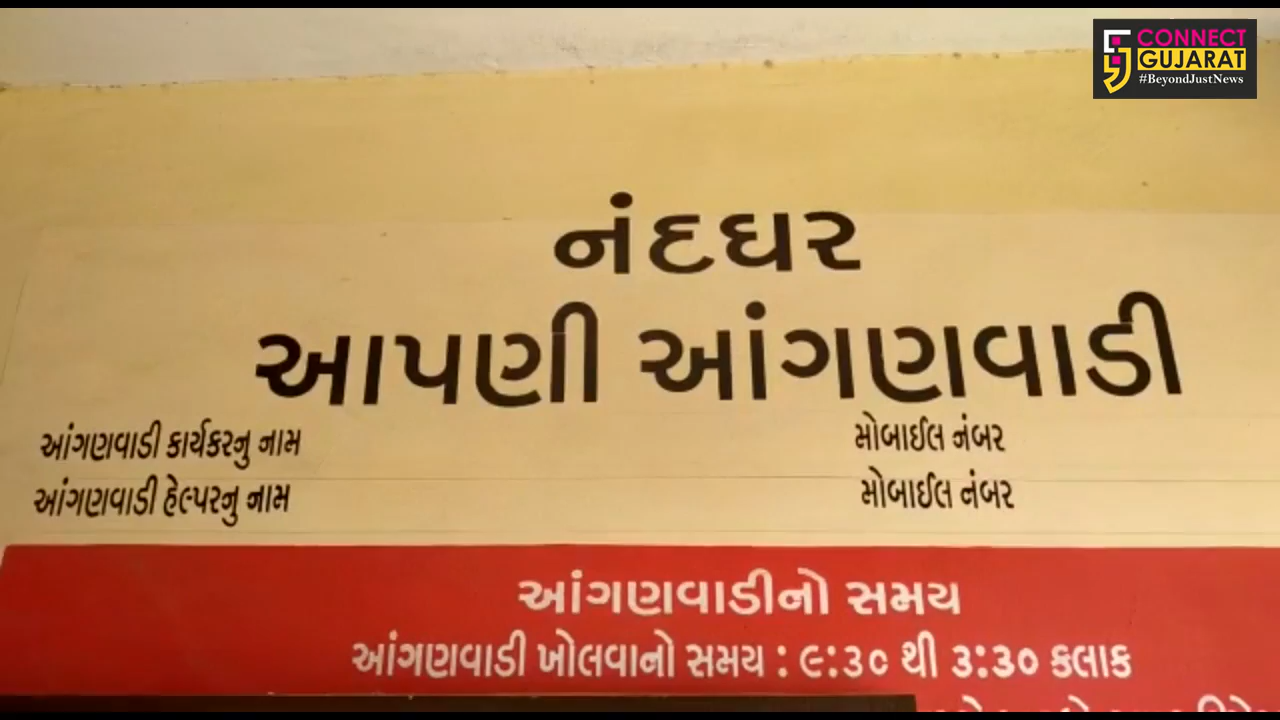 CONNECT
GUJARAT
#BeyondJustNews
નંદઘર
આપણી આંગણવાડી
આંગણવાડી કાર્યકરનુ નામ મોબાઈલ નંબર
આંગણવાડી હેલ્પરનુ નામ મોબાઈલ નંબર
આંગણવાડીનો સમય
આંગણવાડી ખોલવાનો સમય : ૯:૩૦ થી ૩:૩૦ કલાક